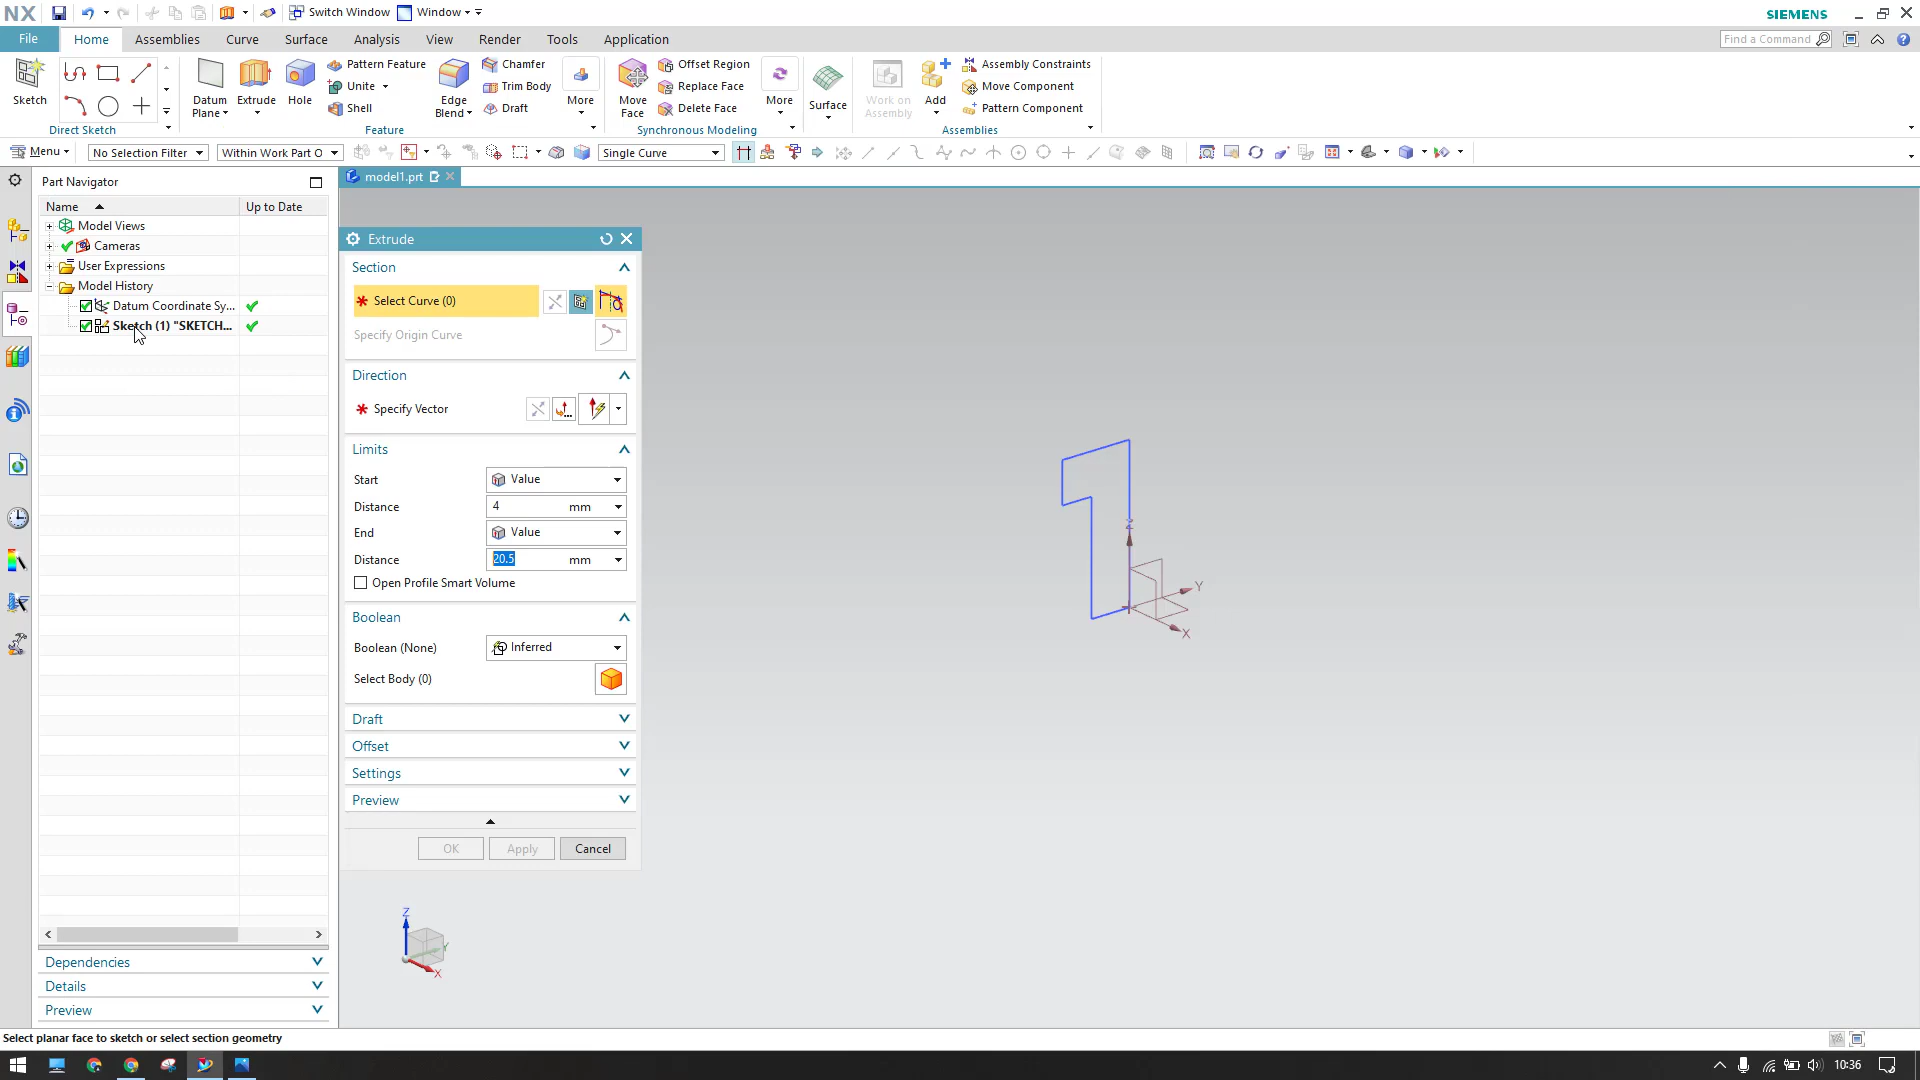 NX Switch Window Window SIEMENS
File Home Assemblies Curve Surface Analysis View Render Tools Application Find a Command
Sketch
Direct Sketch
Datum Plane
Extrude
Hole
Pattern Feature
Unite
Shell
Edge Blend
Chamfer
Trim Body
Draft
More
Feature
Move Face
Offset Region
Replace Face
Delete Face
More
Synchronous Modeling
Surface
Work on Assembly
Add
Assembly Constraints
Move Component
Pattern Component
Assemblies
Menu No Selection Filter Within Work Part O Single Curve
Part Navigator
model1.prt
Name Up to Date
Model Views
Cameras
User Expressions
Model History
Datum Coordinate Sy...
Sketch (1) "SKETCH...
Extrude
Section
Select Curve (0)
Specify Origin Curve
Direction
Specify Vector
Limits
Start Value
Distance 4 mm
End Value
Distance 20.5 mm
Open Profile Smart Volume
Boolean
Boolean (None) Inferred
Select Body (0)
Draft
Offset
Settings
Preview
OK Apply Cancel
Y
X
Z
Y
X
Dependencies
Details
Preview
Select planar face to sketch or select section geometry
10:36